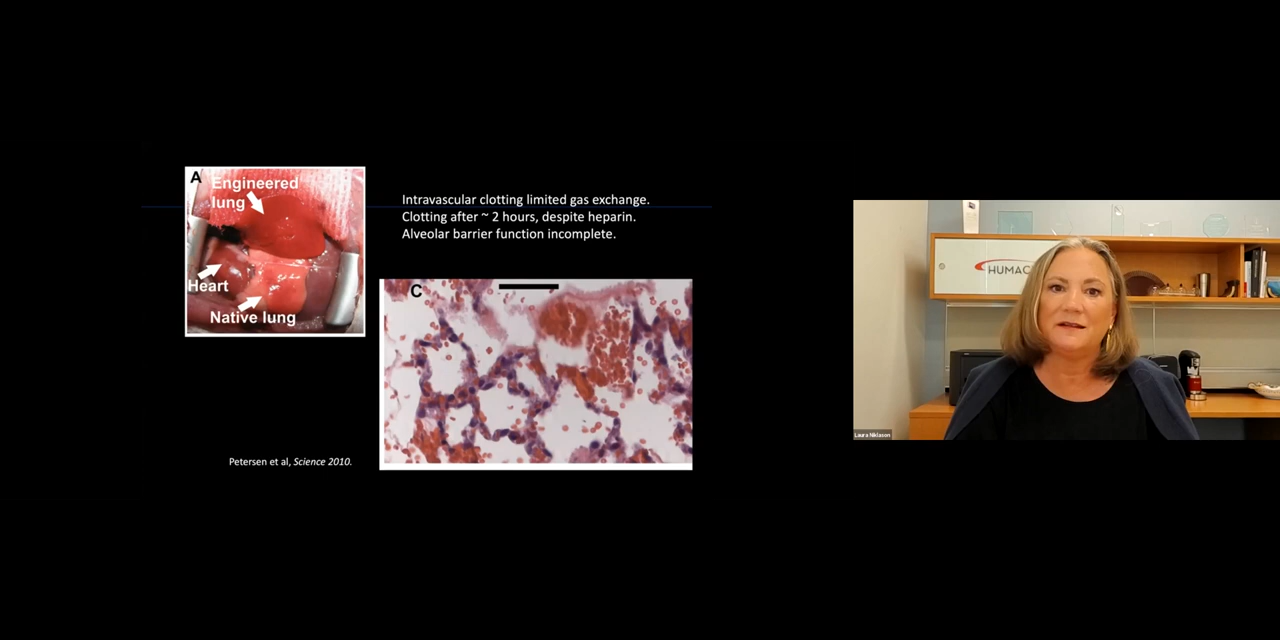 A
Engineered
lung
Heart
Native lung
Intravascular clotting limited gas exchange.
Clotting after ~ 2 hours, despite heparin.
Alveolar barrier function incomplete.
C
Petersen et al, Science 2010.
HUMAC
Laura Niklason